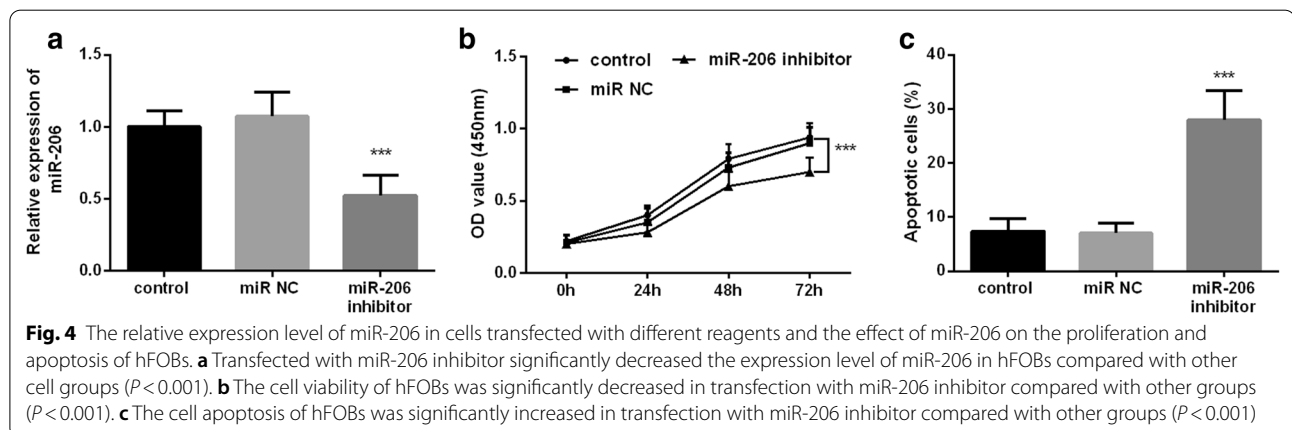 a
1.5
1.0
0.5
0.0
Relative expression of
miR-206
***
control
miR NC
miR-206
inhibitor
b
1.5
1.0
0.5
0.0
OD value (450nm)
control
miR-206 inhibitor
miR NC
***
0h
24h
48h
72h
c
40
30
20
10
0
Apoptotic cells (%)
***
control
miR NC
miR-206
inhibitor
Fig. 4 The relative expression level of miR-206 in cells transfected with different reagents and the effect of miR-206 on the proliferation and
apoptosis of hFOBs. a Transfected with miR-206 inhibitor significantly decreased the expression level of miR-206 in hFOBs compared with other
cell groups (P < 0.001). b The cell viability of hFOBs was significantly decreased in transfection with miR-206 inhibitor compared with other groups
(P < 0.001). c The cell apoptosis of hFOBs was significantly increased in transfection with miR-206 inhibitor compared with other groups (P < 0.001)